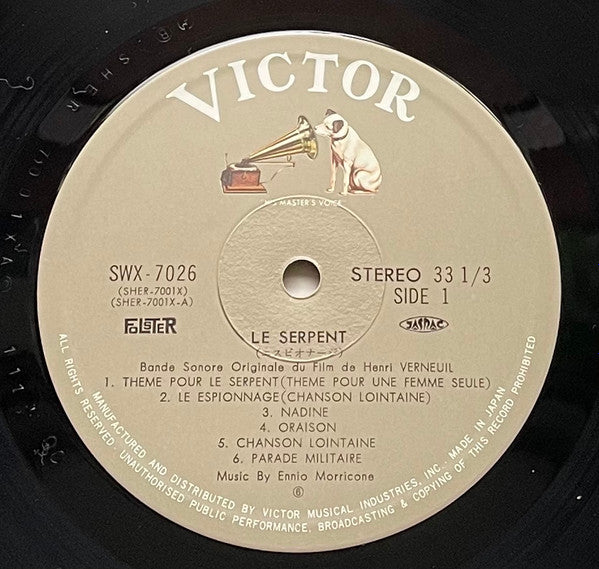 VICTOR
"HIS MASTER'S VOICE"
SWX-7026
(SHER-7001X)
(SHER-7001X-A)
STEREO 33 1/3
SIDE 1
FOLSTER
JASRAC
LE SERPENT
(エスピオナージ)
Bande Sonore Originale du Film de Henri VERNEUIL
1. THEME POUR LE SERPENT(THEME POUR UNE FEMME SEULE)
2. LE ESPIONNAGE(CHANSON LOINTAINE)
3. NADINE
4. ORAISON
5. CHANSON LOINTAINE
6. PARADE MILITAIRE
Music By Ennio Morricone
⑥
ALL RIGHTS RESERVED. UNAUTHORISED PUBLIC PERFORMANCE, BROADCASTING & COPYING OF THIS RECORD PROHIBITED
MANUFACTURED AND DISTRIBUTED BY VICTOR MUSICAL INDUSTRIES, INC., MADE IN JAPAN